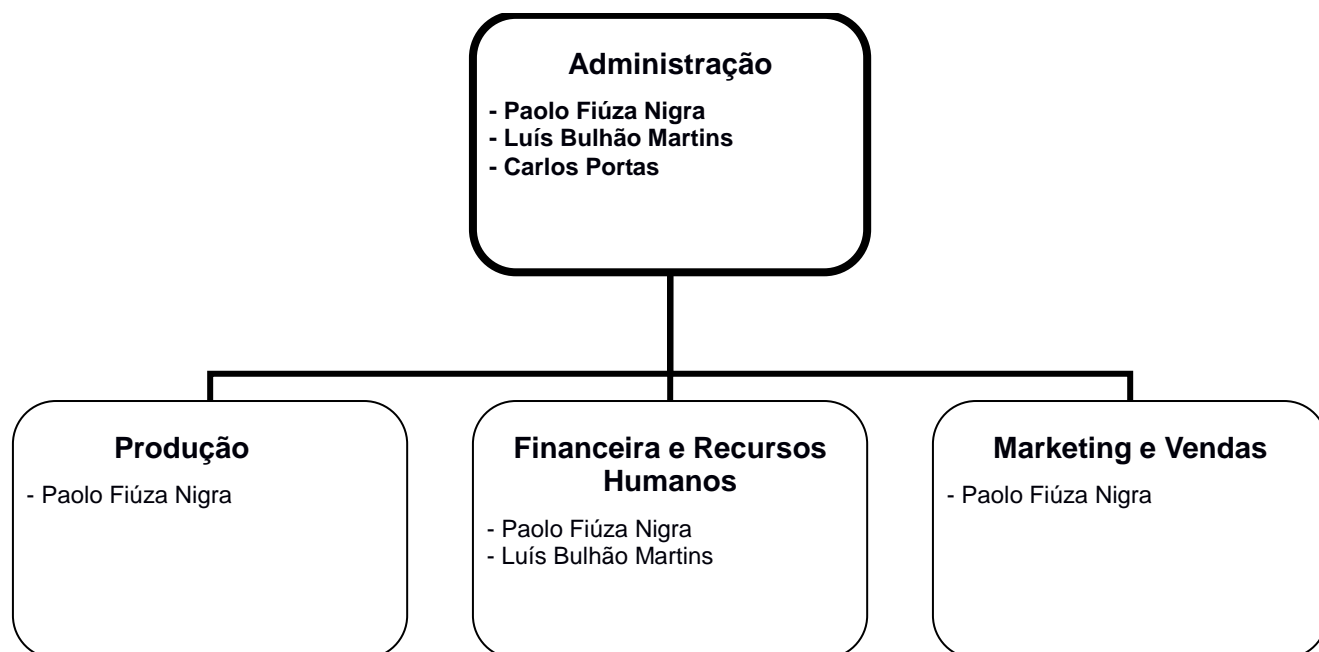 Administração
- Paolo Fiúza Nigra
- Luís Bulhão Martins
- Carlos Portas
Produção
- Paolo Fiúza Nigra
Financeira e Recursos
Humanos
- Paolo Fiúza Nigra
- Luís Bulhão Martins
Marketing e Vendas
- Paolo Fiúza Nigra